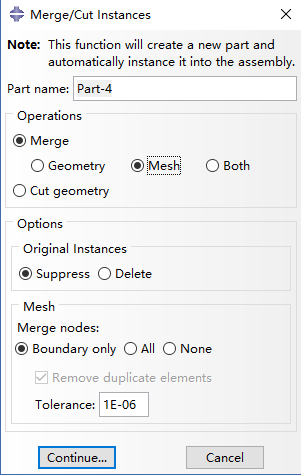 Merge/Cut Instances
Note: This function will create a new part and
automatically instance it into the assembly.
Part name: Part-4
Operations
Merge
Geometry Mesh Both
Cut geometry
Options
Original Instances
Suppress Delete
Mesh
Merge nodes:
Boundary only All None
Remove duplicate elements
Tolerance: 1E-06
Continue... Cancel